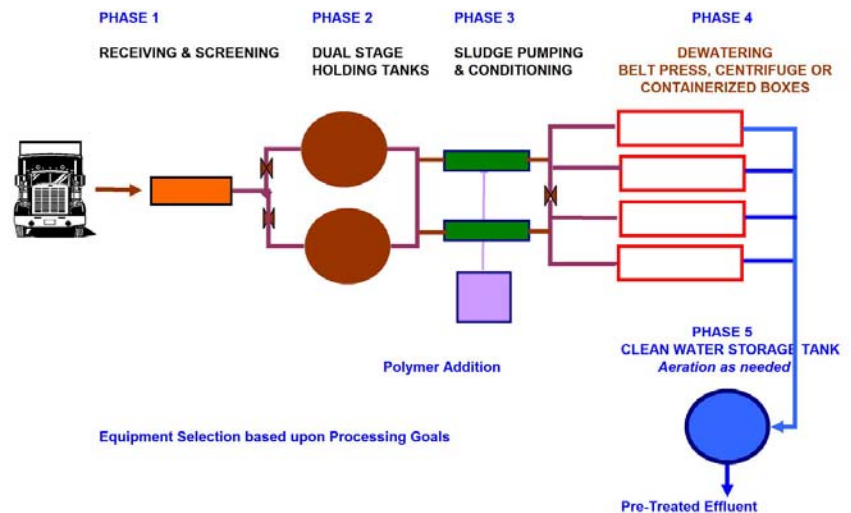 PHASE 1
RECEIVING & SCREENING
PHASE 2
DUAL STAGE
HOLDING TANKS
PHASE 3
SLUDGE PUMPING
& CONDITIONING
PHASE 4
DEWATERING
BELT PRESS, CENTRIFUGE OR
CONTAINERIZED BOXES
PHASE 5
CLEAN WATER STORAGE TANK
Aeration as needed
Polymer Addition
Equipment Selection based upon Processing Goals
Pre-Treated Effluent